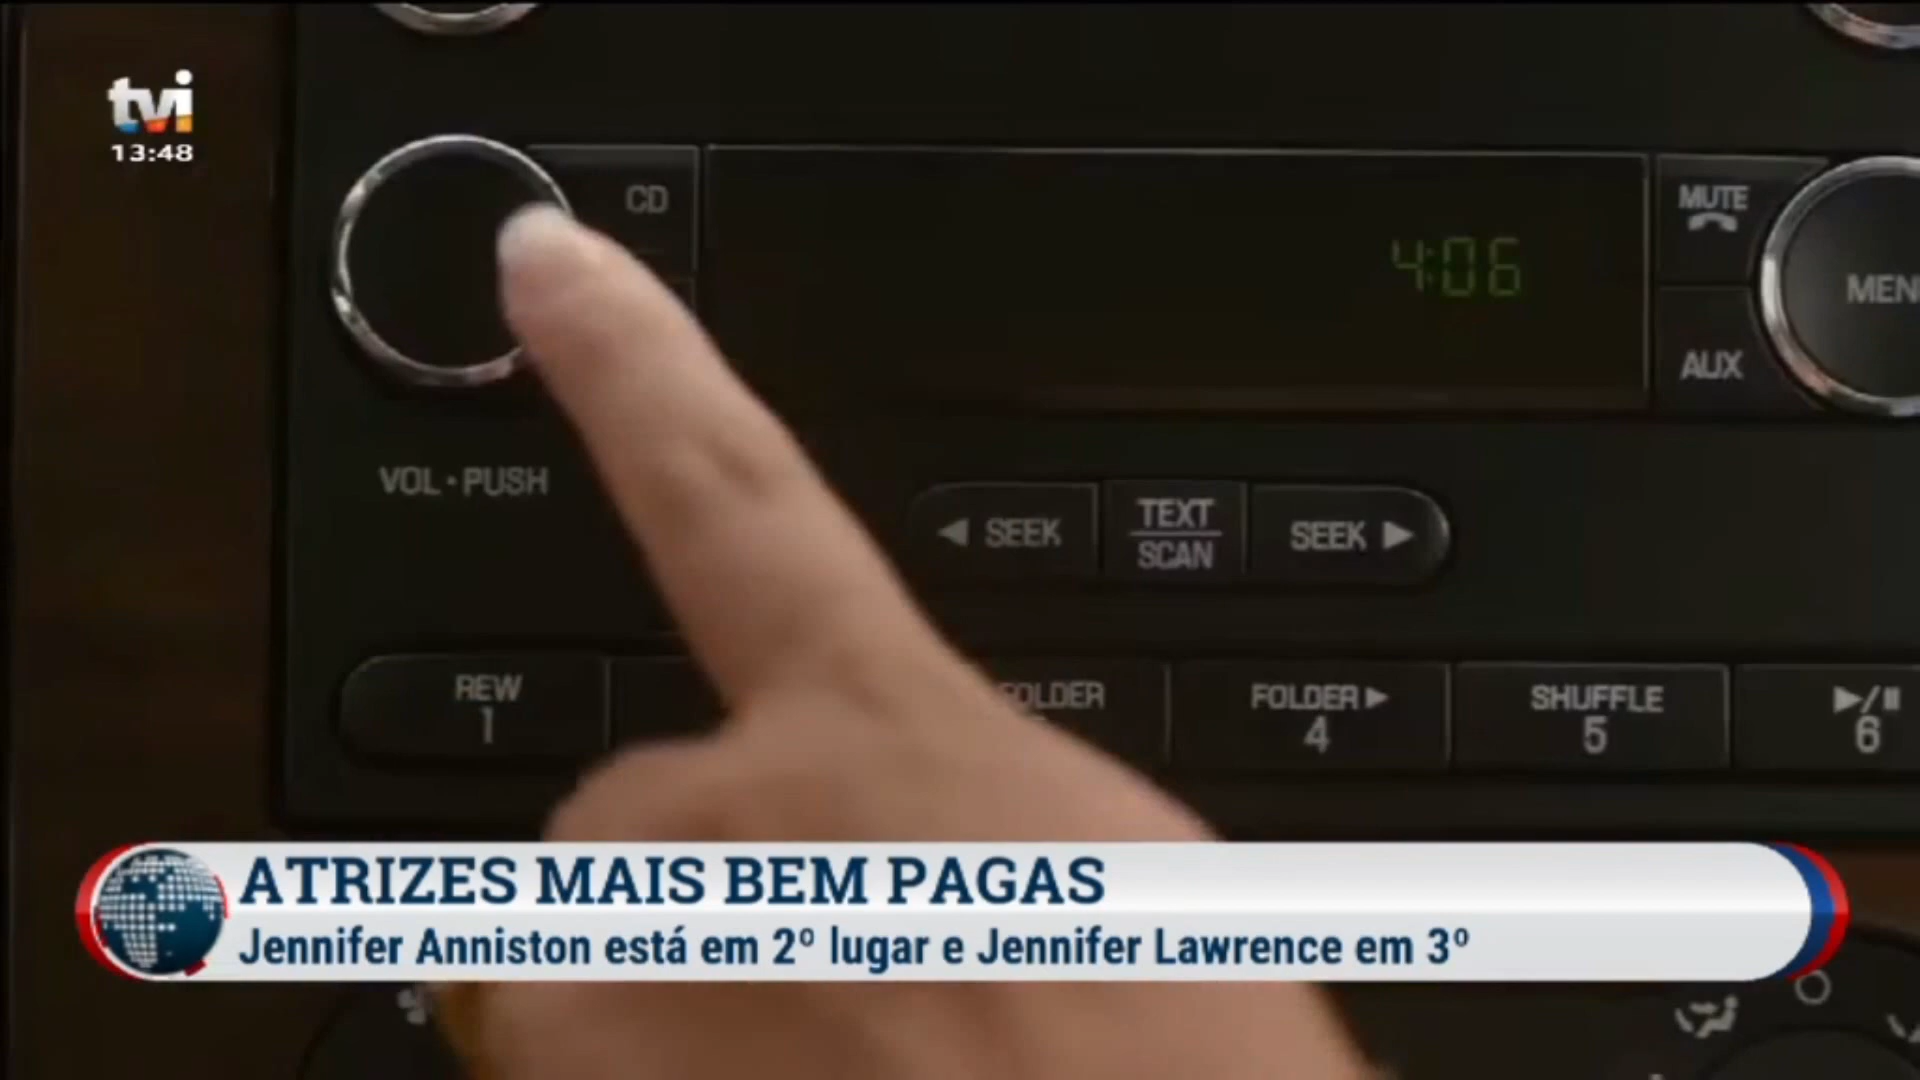 tvi
13:48
CD
4:06
MUTE
MEN
AUX
VOL • PUSH
◀ SEEK
TEXT
SCAN
SEEK ▶
REW
1
FOLDER ▶
4
SHUFFLE
5
▶/II
6
ATRIZES MAIS BEM PAGAS
Jennifer Anniston está em 2º lugar e Jennifer Lawrence em 3º